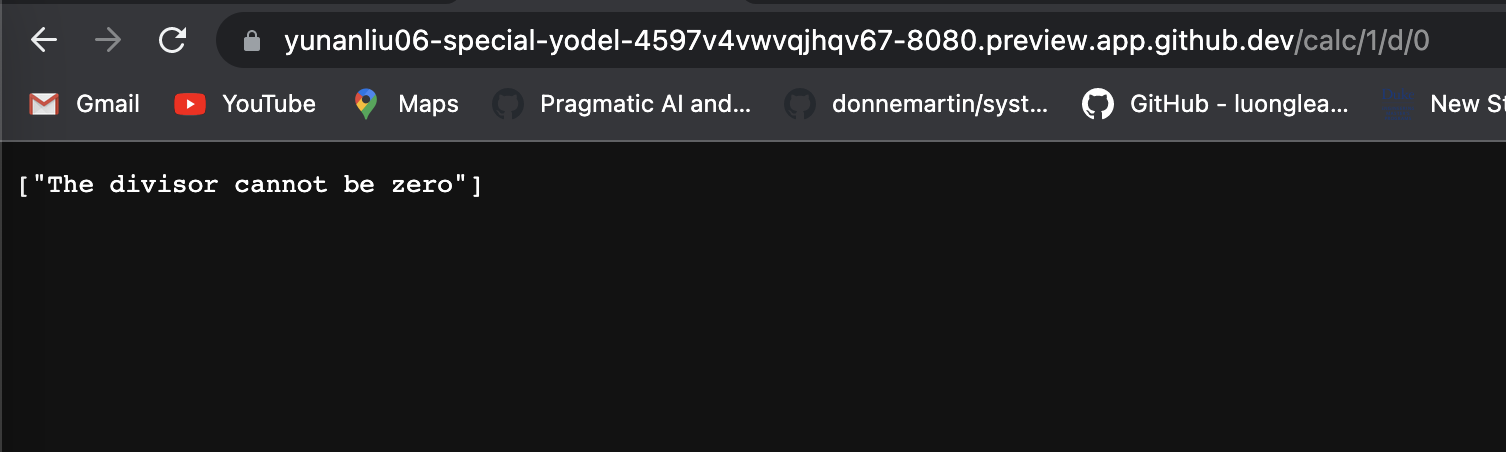 yunanliu06-special-yodel-4597v4vwvqjhqv67-8080.preview.app.github.dev/calc/1/d/0
Gmail YouTube Maps Pragmatic AI and... donnemartin/syst... GitHub - luonglea... New St
["The divisor cannot be zero"]